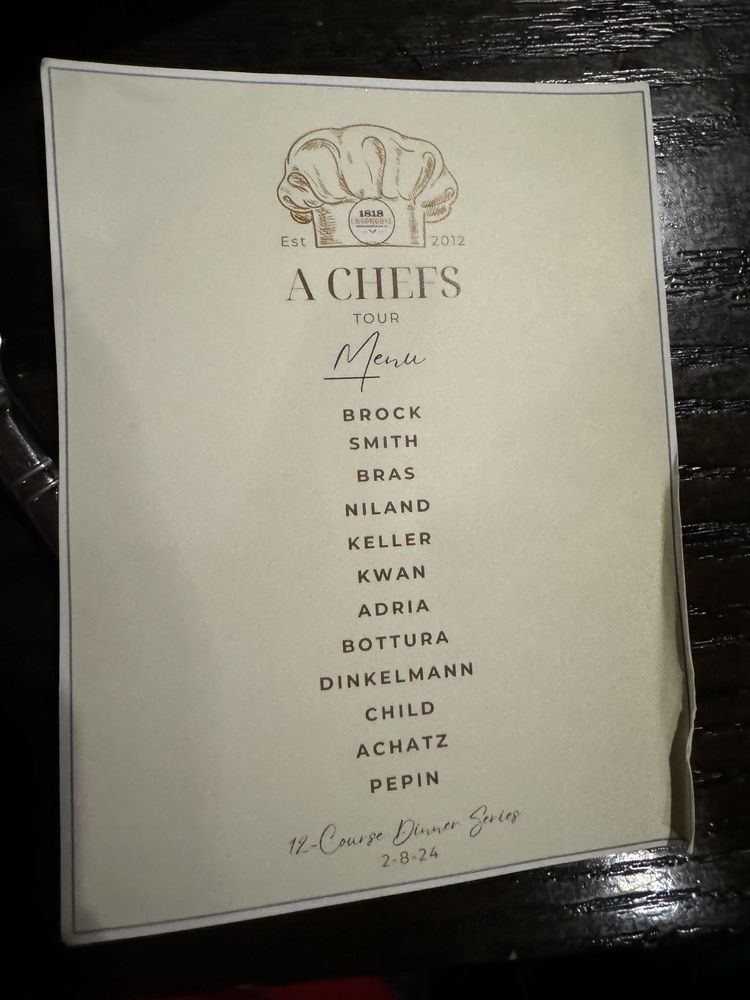 1818
CHOPHOUSE
Est
2012
A CHEFS
TOUR
Menu
BROCK
SMITH
BRAS
NILAND
KELLER
KWAN
ADRIA
BOTTURA
DINKELMANN
CHILD
ACHATZ
PEPIN
12-Course Dinner Series
2-8-24